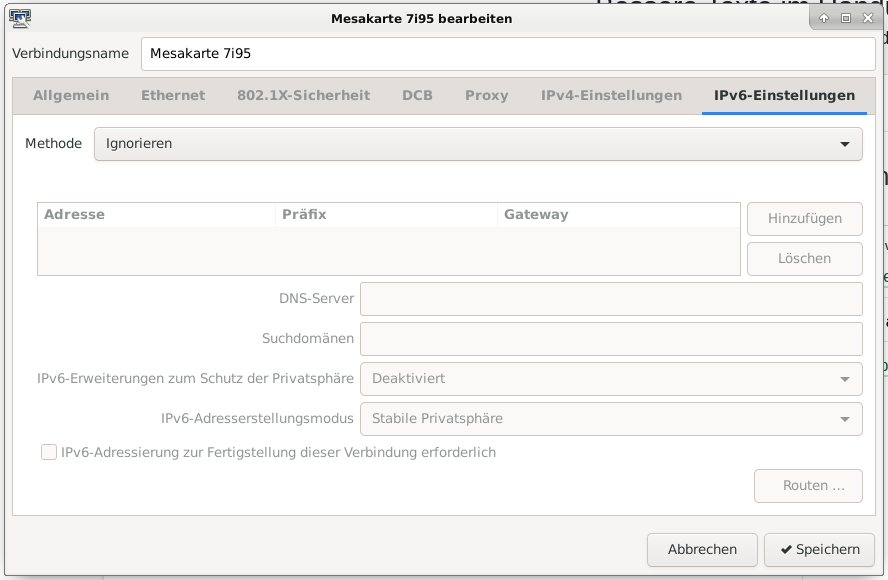 Mesakarte 7i95 bearbeiten
Verbindungsname Mesakarte 7i95
Allgemein Ethernet 802.1X-Sicherheit DCB Proxy IPv4-Einstellungen IPv6-Einstellungen
Methode Ignorieren
Adresse Präfix Gateway
Hinzufügen
Löschen
DNS-Server
Suchdomänen
IPv6-Erweiterungen zum Schutz der Privatsphäre Deaktiviert
IPv6-Adresserstellungsmodus Stabile Privatsphäre
IPv6-Adressierung zur Fertigstellung dieser Verbindung erforderlich
Routen …
Abbrechen Speichern